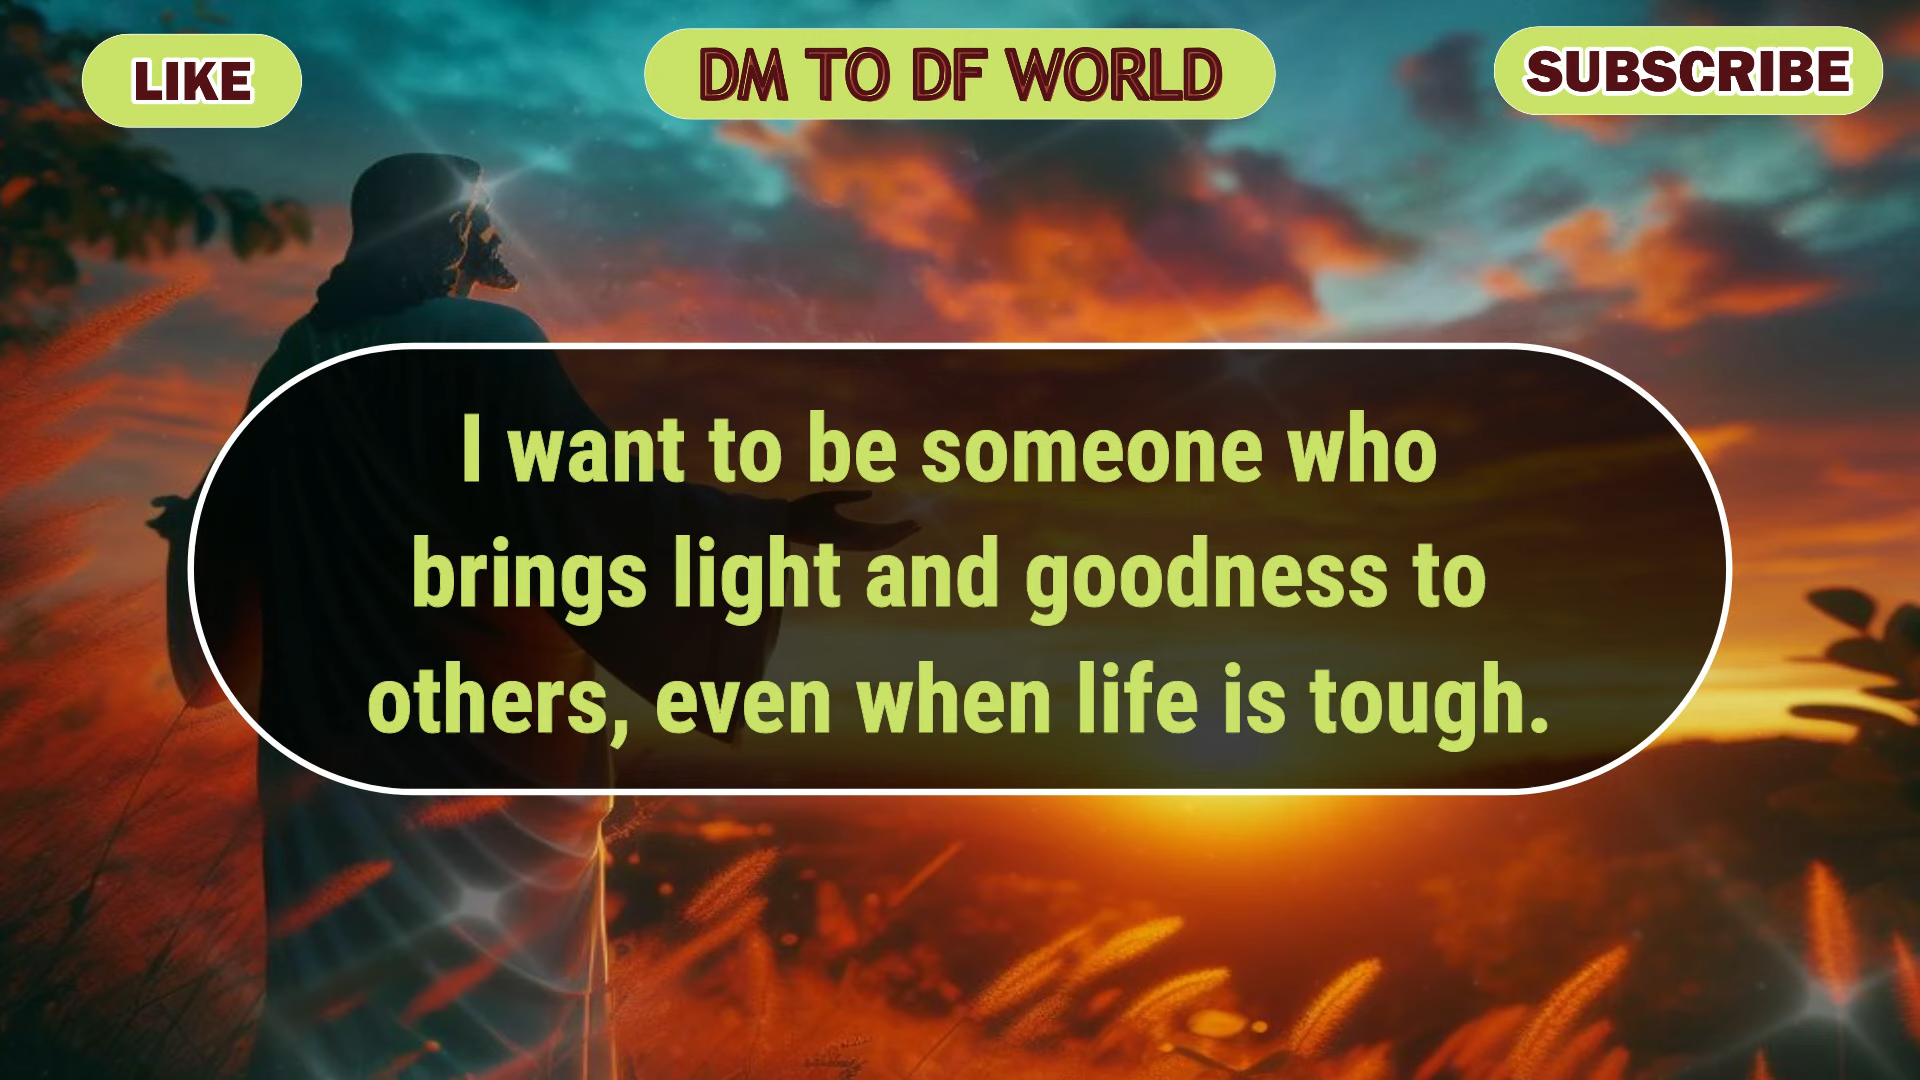 LIKE
DM TO DF WORLD
SUBSCRIBE
I want to be someone who
brings light and goodness to
others, even when life is tough.